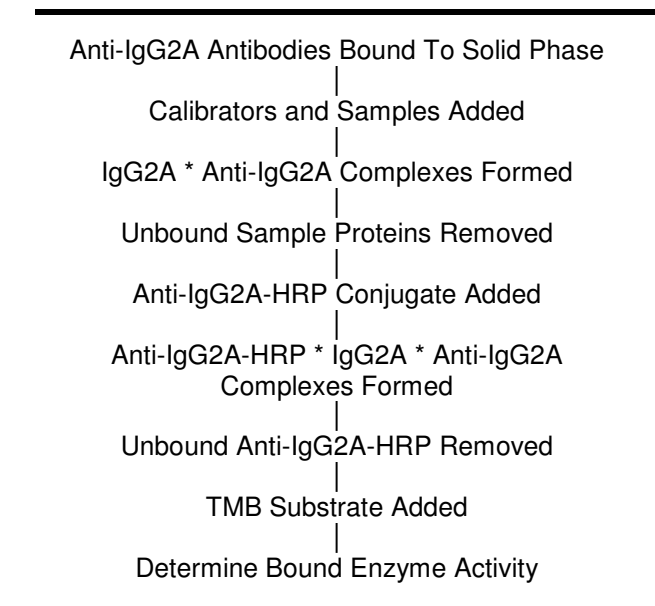 Anti-IgG2A Antibodies Bound To Solid Phase
Calibrators and Samples Added
IgG2A * Anti-IgG2A Complexes Formed
Unbound Sample Proteins Removed
Anti-IgG2A-HRP Conjugate Added
Anti-IgG2A-HRP * IgG2A * Anti-IgG2A
Complexes Formed
Unbound Anti-IgG2A-HRP Removed
TMB Substrate Added
Determine Bound Enzyme Activity